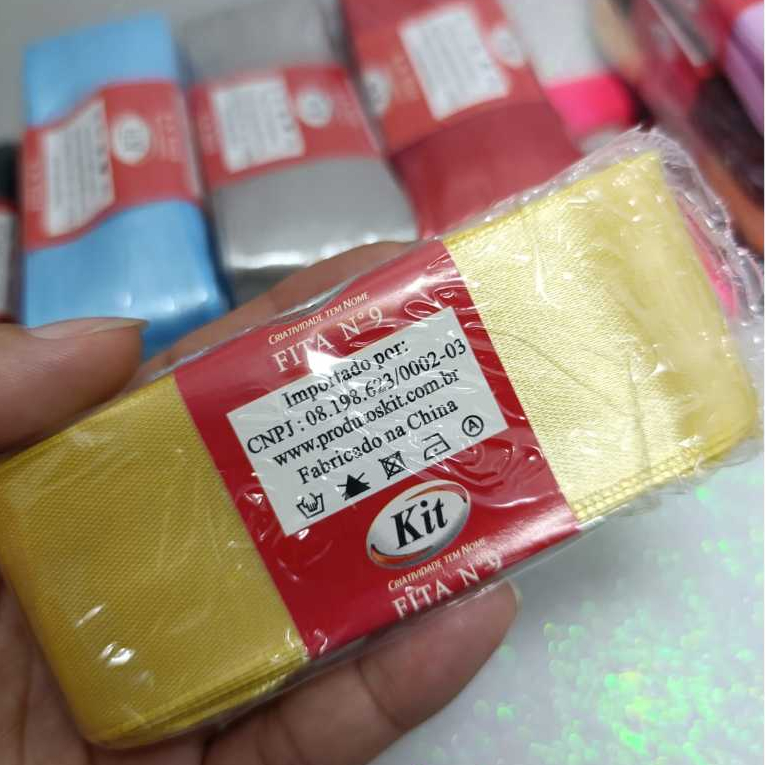 CRIATIVIDADE TEM NOME
FITA Nº9
Importado por:
CNPJ: 08.198.623/0002-03
www.produtoskit.com.br
Fabricado na China
A
Kit
CRIATIVIDADE TEM NOME
FITA Nº9